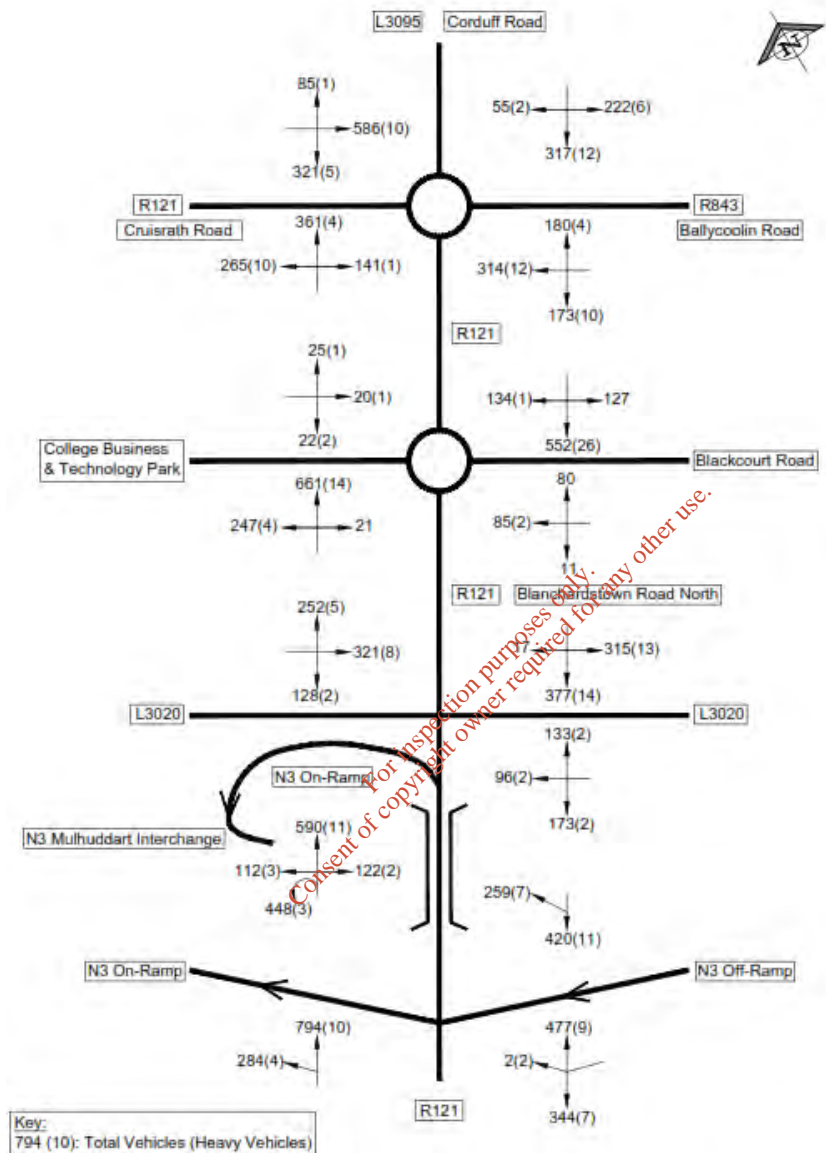 L3095 Corduff Road
N
85(1)
586(10)
321(5)
55(2) 222(6)
317(12)
R121
Cruisrath Road
R843
Ballycoolin Road
361(4)
265(10) 141(1)
180(4)
314(12)
173(10)
R121
25(1)
20(1)
22(2)
134(1) 127
552(26)
College Business
& Technology Park
Blackcourt Road
661(14)
247(4) 21
80
85(2)
11
R121 Blanchardstown Road North
252(5)
321(8)
128(2)
315(13)
377(14)
L3020
L3020
133(2)
96(2)
173(2)
N3 On-Ramp
N3 Mulhuddart Interchange
590(11)
112(3) 122(2)
448(3)
259(7)
420(11)
N3 On-Ramp
N3 Off-Ramp
794(10)
284(4)
477(9)
2(2)
344(7)
R121
Key:
794 (10): Total Vehicles (Heavy Vehicles)
For inspection purposes only.
Consent of copyright owner required for any other use.